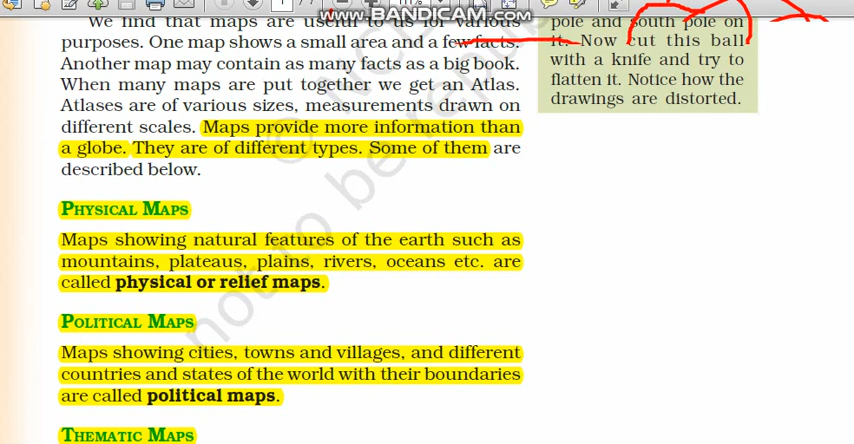 www.BANDICAM.com
We find that maps are useful to us for various
purposes. One map shows a small area and a few facts.
Another map may contain as many facts as a big book.
When many maps are put together we get an Atlas.
Atlases are of various sizes, measurements drawn on
different scales. Maps provide more information than
a globe. They are of different types. Some of them are
described below.
PHYSICAL MAPS
Maps showing natural features of the earth such as
mountains, plateaus, plains, rivers, oceans etc. are
called physical or relief maps.
POLITICAL MAPS
Maps showing cities, towns and villages, and different
countries and states of the world with their boundaries
are called political maps.
THEMATIC MAPS
pole and south pole on
it. Now cut this ball
with a knife and try to
flatten it. Notice how the
drawings are distorted.
not to be republ